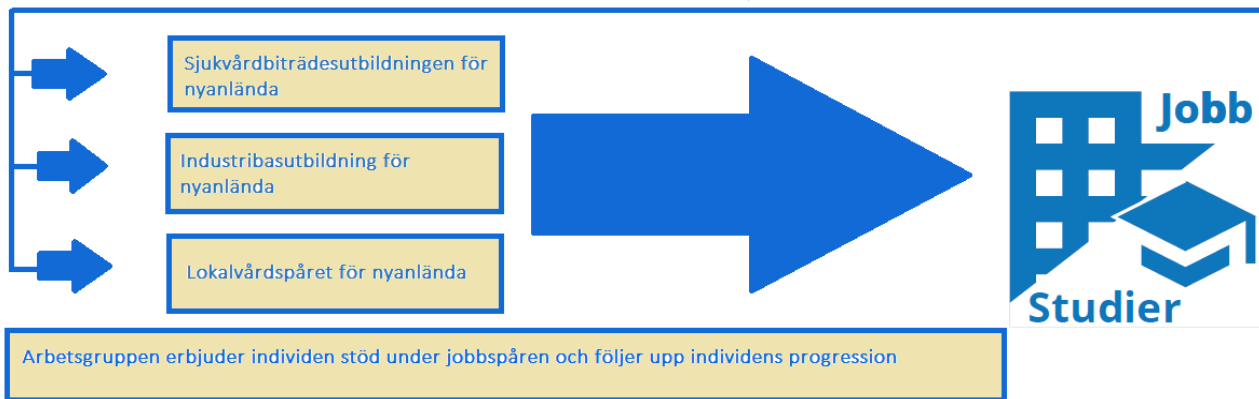 Sjukvårdbiträdesutbildningen för
nyanlända
Industribasutbildning för
nyanlända
Lokalvårdspåret för nyanlända
Jobb
Studier
Arbetsgruppen erbjuder individen stöd under jobbspåren och följer upp individens progression